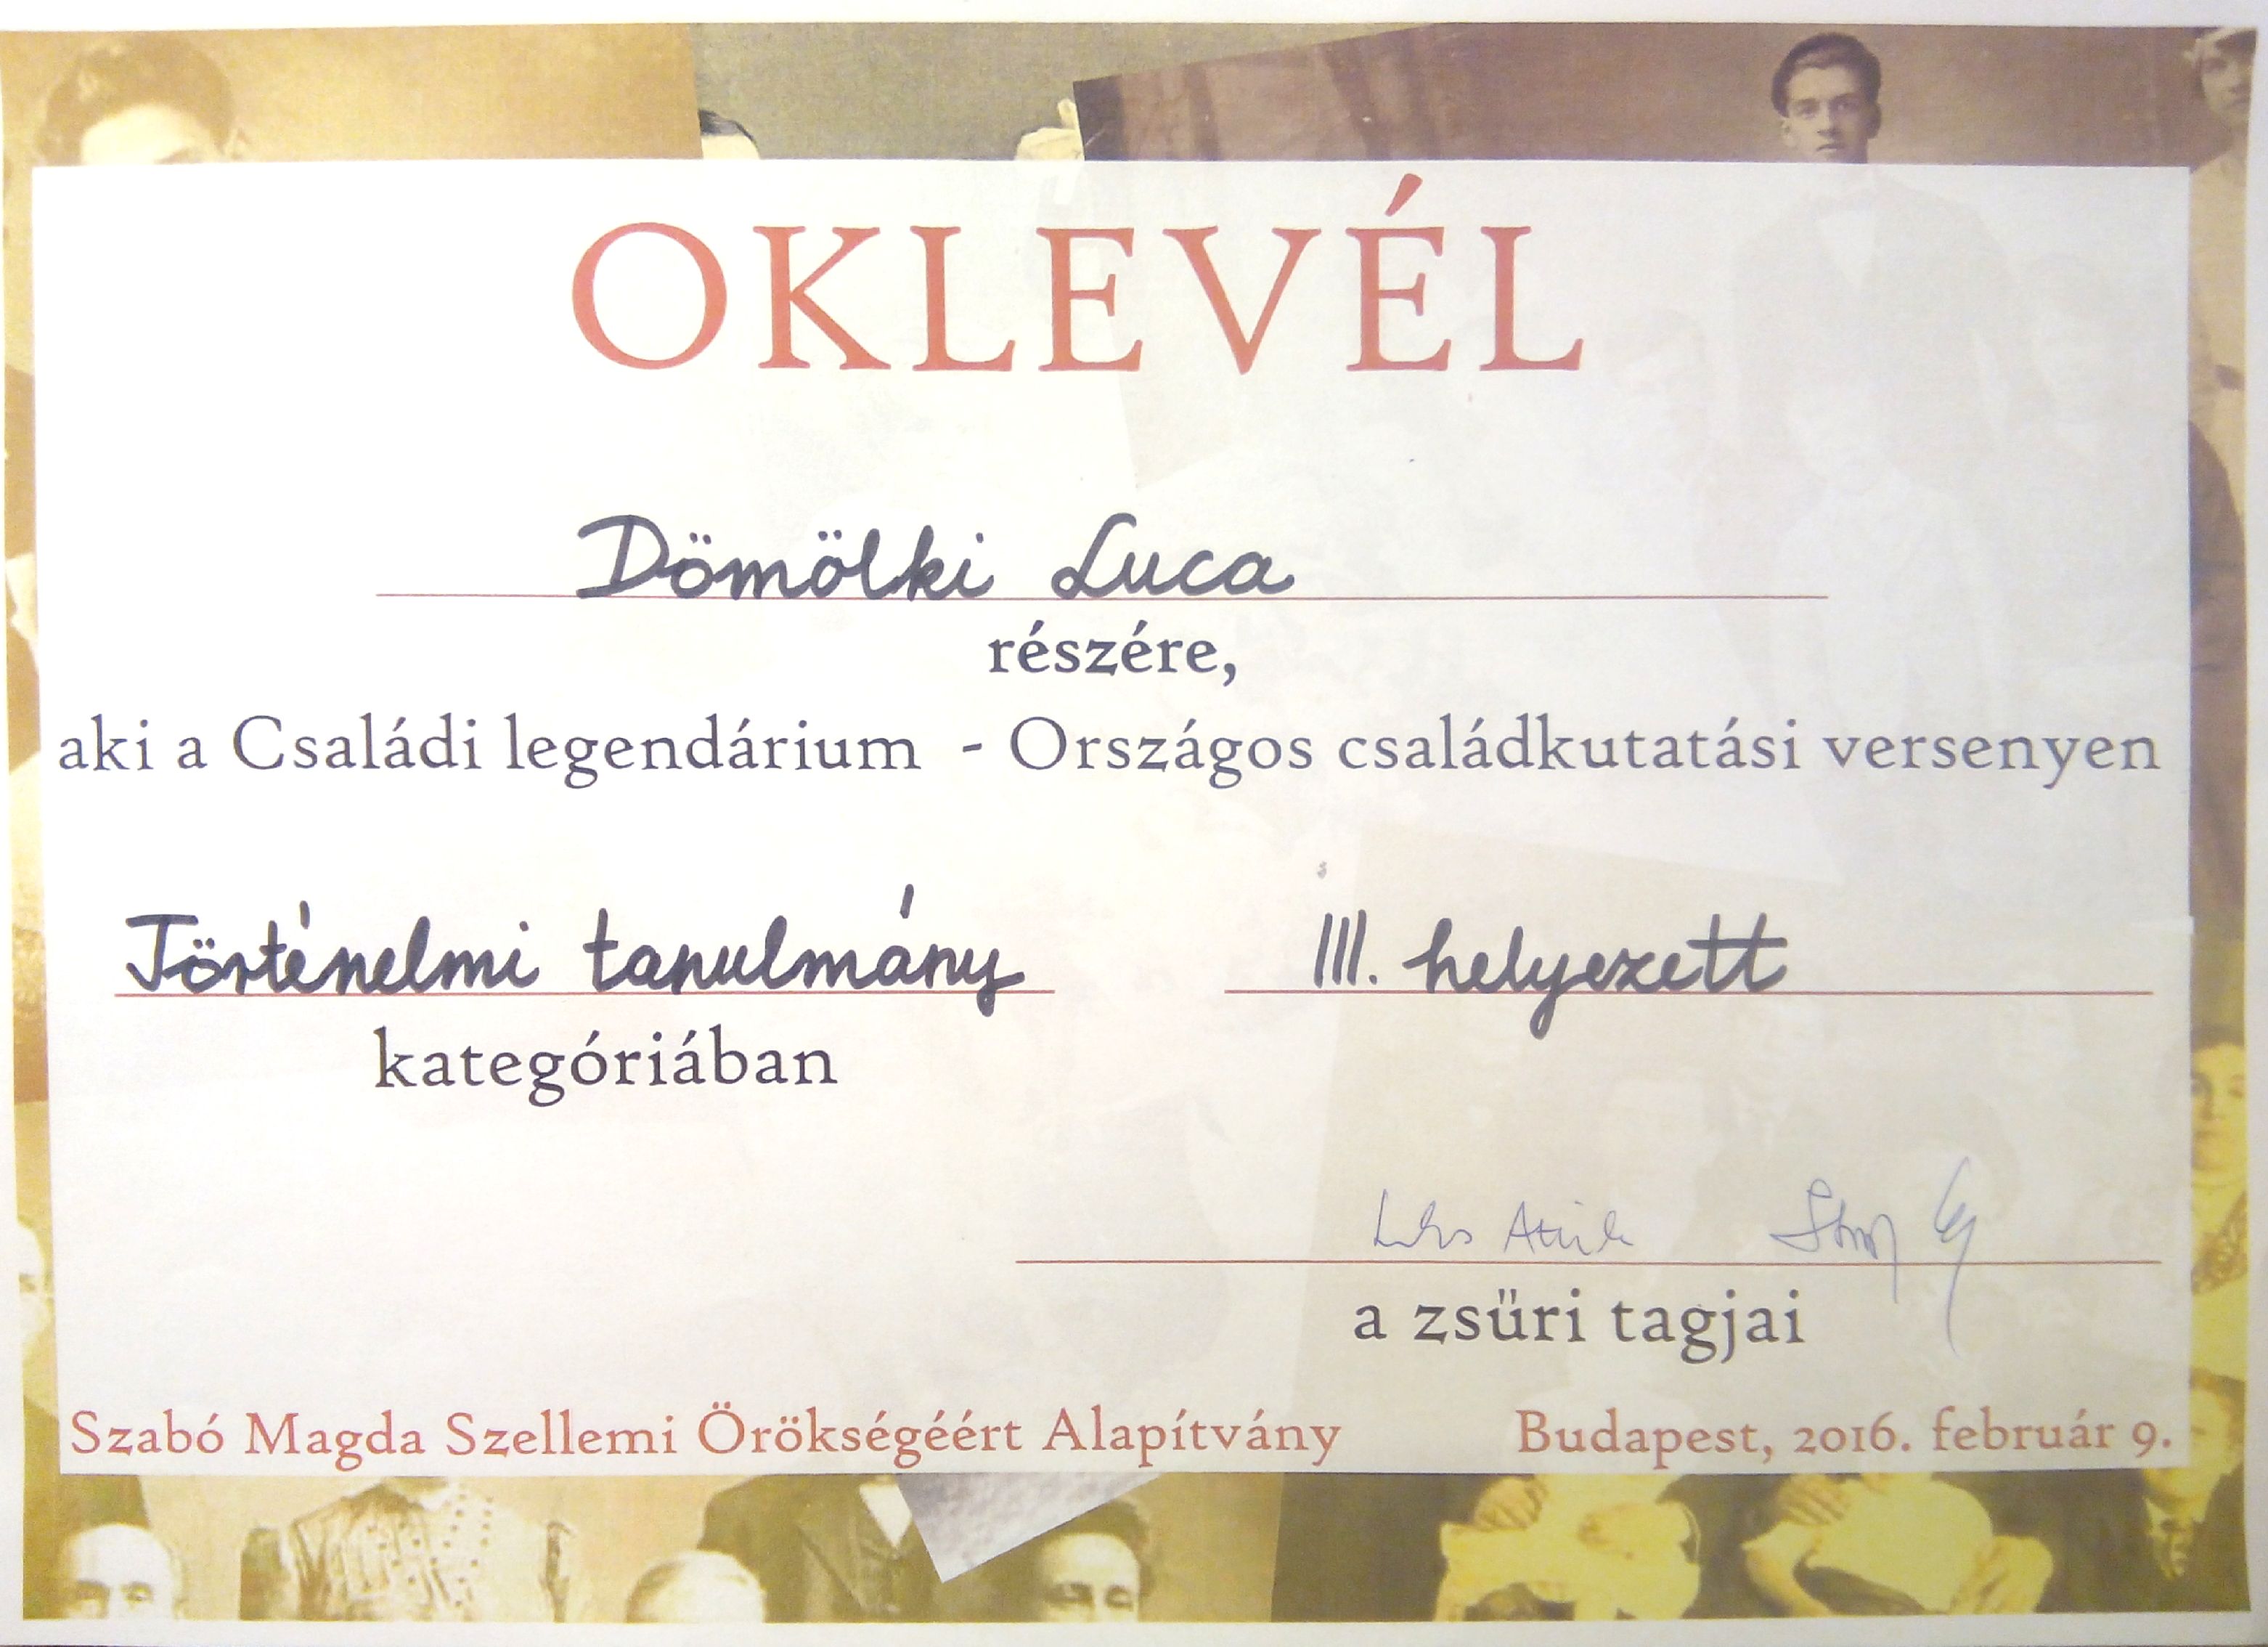 OKLEVÉL
Dömölki Luca
részére,
aki a Családi legendárium - Országos családkutatási versenyen
Történelmi tanulmány III. helyezett
kategóriában
a zsűri tagjai
Szabó Magda Szellemi Örökségéért Alapítvány Budapest, 2016. február 9.